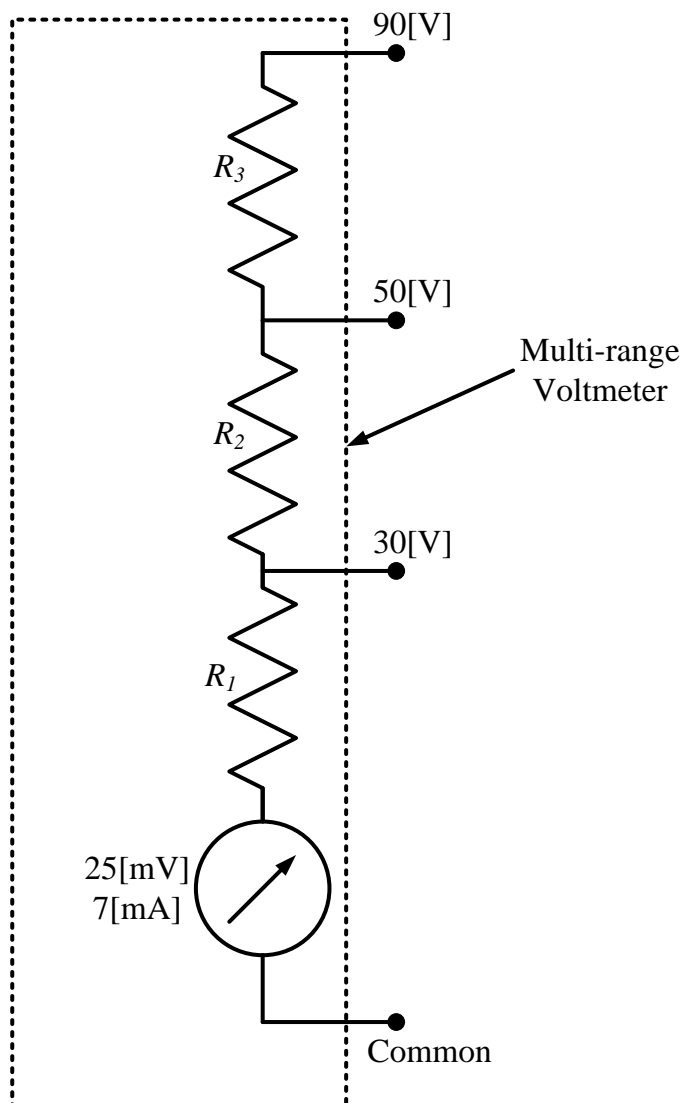 90[V]
R3
50[V]
Multi-range
Voltmeter
R2
30[V]
R1
25[mV]
7[mA]
Common